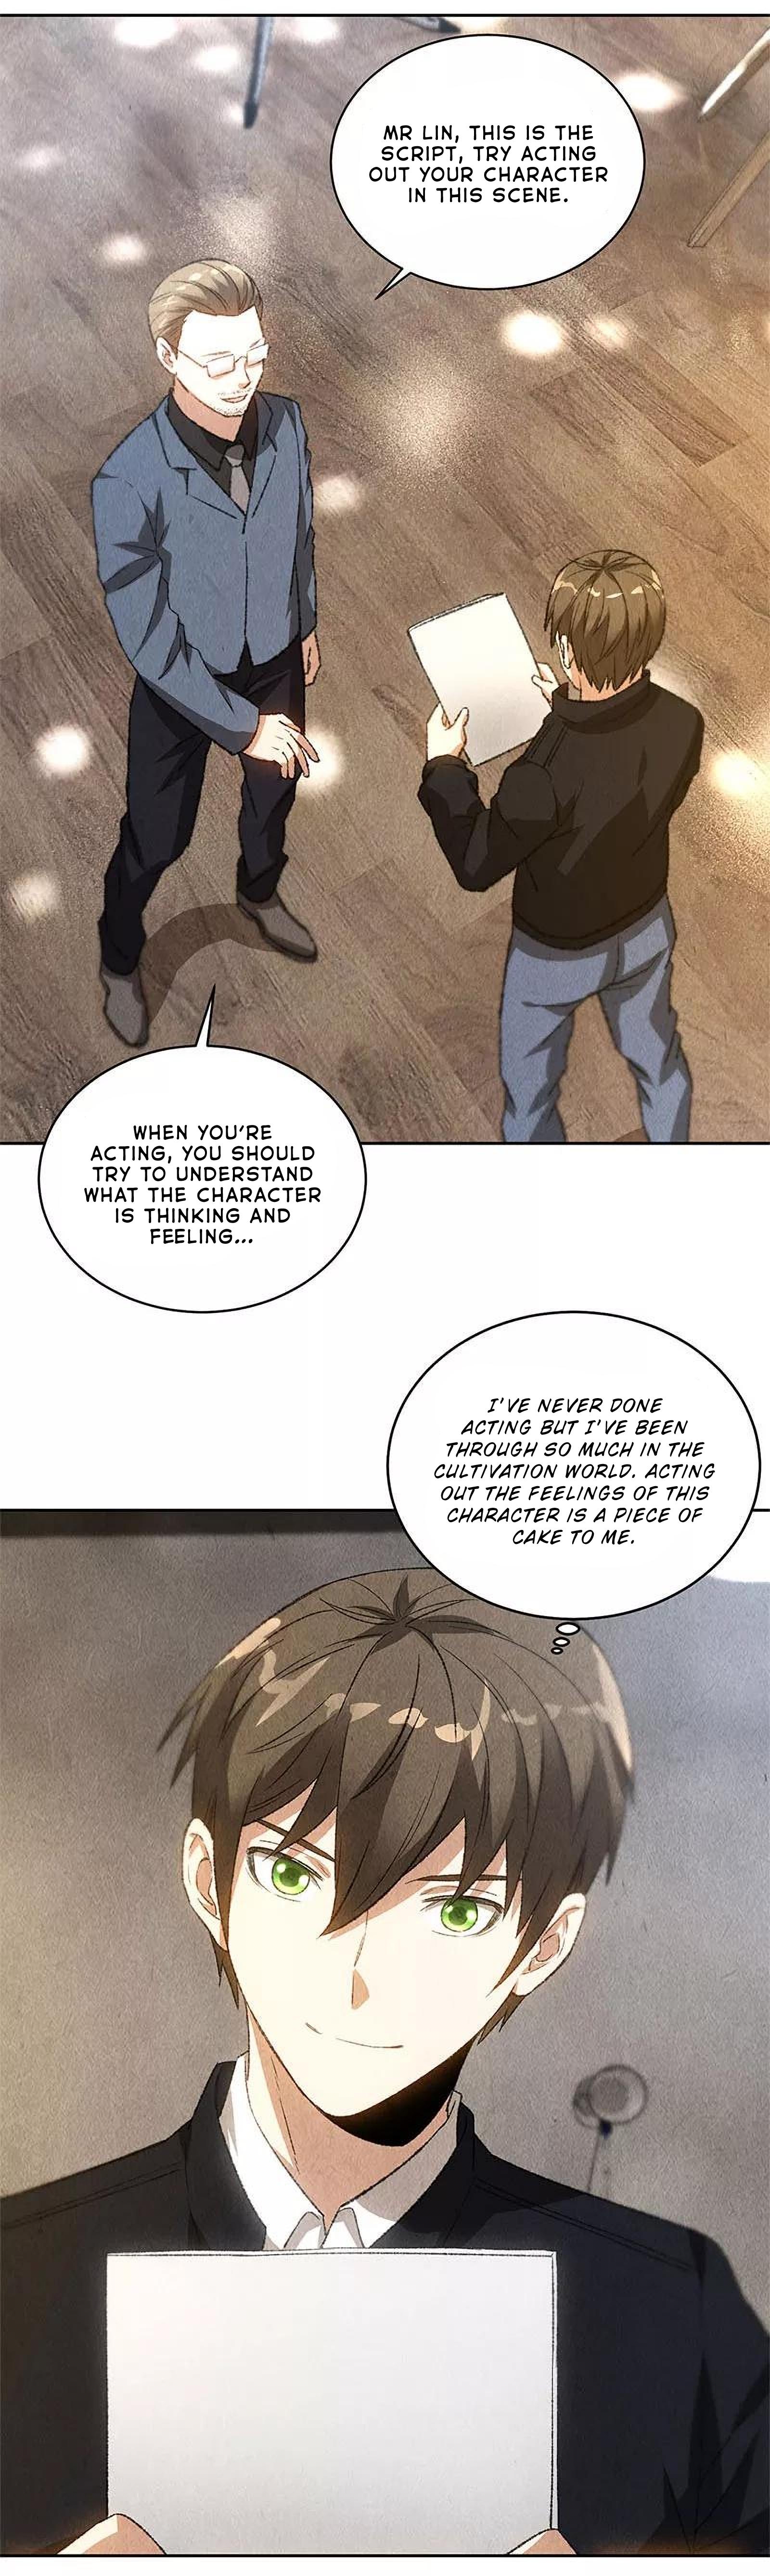 MR LIN, THIS IS THE
SCRIPT, TRY ACTING
OUT YOUR CHARACTER
IN THIS SCENE.
WHEN YOU'RE
ACTING, YOU SHOULD
TRY TO UNDERSTAND
WHAT THE CHARACTER
IS THINKING AND
FEELING...
I'VE NEVER DONE
ACTING BUT I'VE BEEN
THROUGH SO MUCH IN THE
CULTIVATION WORLD. ACTING
OUT THE FEELINGS OF THIS
CHARACTER IS A PIECE OF
CAKE TO ME.